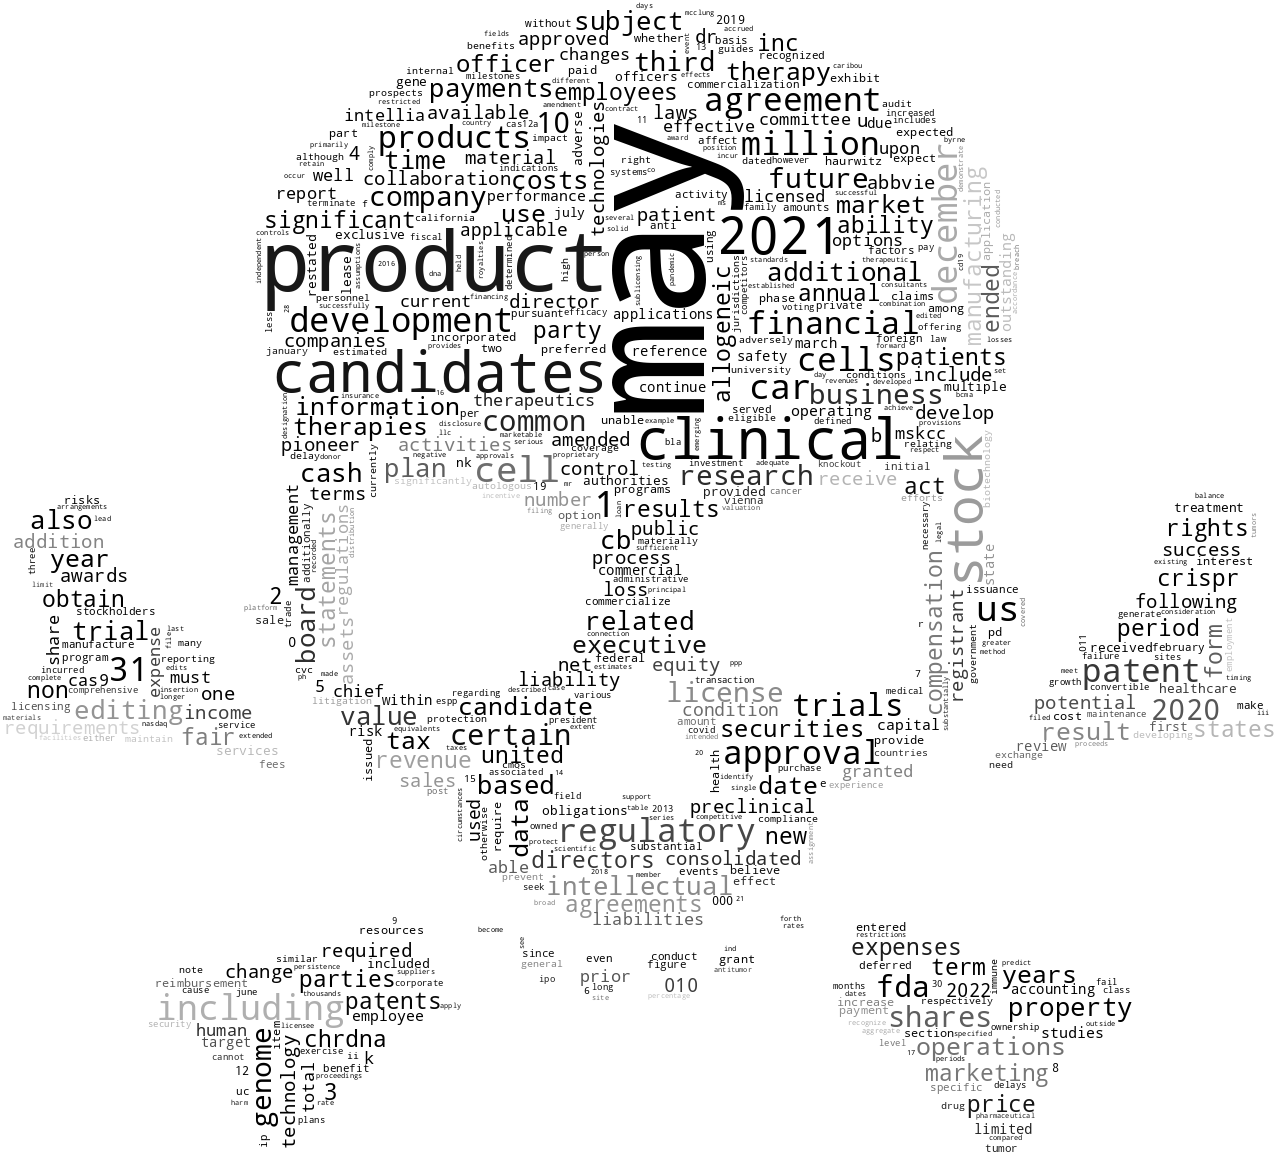 days
without subject may mcclung 2019 accrued
fields approved whether event dr basis inc
benefits officer changes third 13 guides recognized
internal milestones different officers effects therapy caribou
gene payments paid employees commercialization exhibit
prospects restricted agreement audit
intellia available amendment technologies contract laws committee increased
milestone country cas12a 10 adverse 11 effective u due includes
part products impact award affect million upon expected
primarily 4 time material right position incur byrne
although comply indications dated however haurwitz expect
retain collaboration costs systems co december
occur well company activity future abbvie demonstrate
report performance ms licensed successful manufacturing
terminate f use july several patient family amounts market application
significant california applicable solid anti 2021 ability outstanding
controls exclusive fiscal using options conducted
independent restated lease product person factors pay breach
assumptions 2016 dna held royalties determined high standards therapeutic cd19 accordance
sublicensing pandemic allogeneic jurisdictions competitors additional ended
personnel current director established consultants claims
less 28 successfully financing phase annual combination among
development pursuant efficacy applications voting private edited offering
companies incorporated party financial forward foreign law losses
january estimated provides two preferred reference adversely march
candidates safety cells patients
university day conditions include set
16 continue car revenues developed multiple
designation insurance therapeutics business bcma
information disclosure per common unable example served operating achieve develop
therapies llc marketable coverage eligible defined provisions
pioneer activities serious amended clinical b mskcc relating
delay donor negative approvals proprietary bla emerging respect
cash currently plan nk cell control testing investment adequate knockout initial stock biotechnology
significantly autologous 19 mr authorities research receive act
terms incentive number 1 programs provided cancer efforts
risks arrangements filing option loan results vienna valuation balance
also lead management additionally statements regulations distribution generally public necessary legal treatment
addition cb materially rights tumors
three year recorded process sufficient success
awards commercial state existing interest
limit administrative compensation crispr
obtain platform 2 loss principal issuance following
stockholders sale trade commercialize us covered generate consideration
share trial board related registrant r period form employment
manufacture last file many 0 connection pd 011
program expense reporting assets executive government greater received february
31 edits cvc net federal equity ppp method failure sites
incurred cas9 must ph made estimates meet patent timing
complete insertion 5 chief liability transaction 7 growth convertible healthcare
non comprehensive longer one litigation within espp regarding described case license medical potential make
licensing editing income value candidate various condition trials substantially 2020 iii
materials nasdaq service risk protection president amount capital filed cost maintenance
requirements fair extended equivalents certain extent covid securities result first states
facilities either maintain tax taxes intended provide review proceeds developing
services issued revenue united 20 approval countries exchange
fees cmos health need
sales 15 associated 14 identify purchase granted
post based single date e experience
circumstances used field support preclinical
otherwise require data obligations table 2013 competitive compliance
owned series new assignment
protect regulatory
scientific substantial
able directors consolidated
prevent 2018 member events believe
seek intellectual effect
broad agreements 000 21
9 liabilities forth
resources become rates entered
see restrictions
required since even conduct ind expenses
similar included general figure grant deferred term predict
note change persistence suppliers ipo prior antitumor 30 immune years fail
reimbursement parties corporate 6 long 010 months fda 2022 accounting class
cause june thousands site percentage dates respectively
including patents apply increase property
security employee payment shares outside
human item licensee recognize ownership studies
target genome technology chrdna aggregate section specified
cannot exercise ii k level 17 operations
benefit periods
12 total proceedings marketing 8
uc 3 specific delays
harm rate drug price
plans pharmaceutical
ip limited
compared
tumor